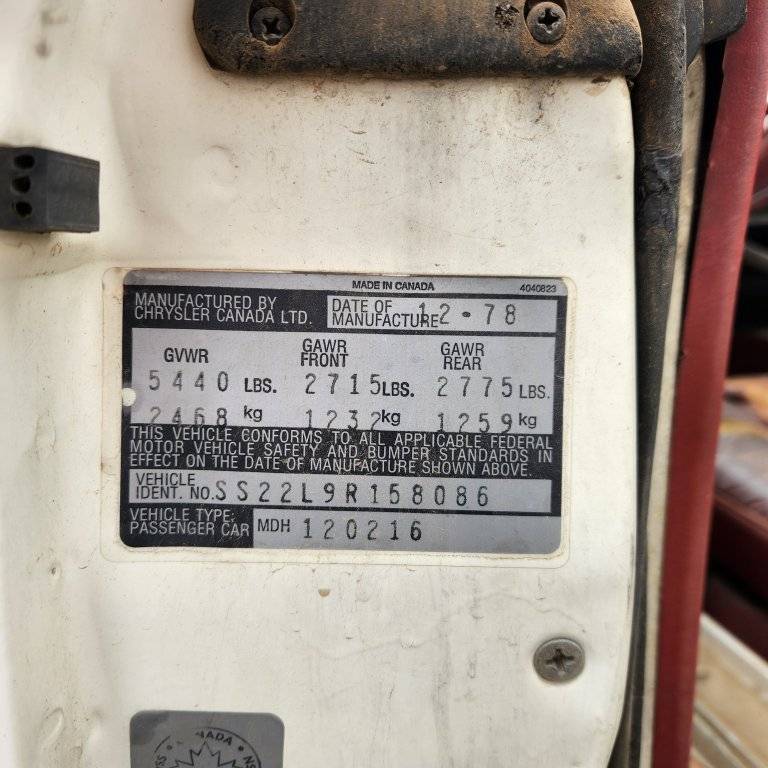 MADE IN CANADA 4040823
MANUFACTURED BY
CHRYSLER CANADA LTD.
DATE OF
MANUFACTURE 12-78
GVWR GAWR FRONT GAWR REAR
5440 LBS. 2715 LBS. 2775 LBS.
2468 kg 1232 kg 1259 kg
THIS VEHICLE CONFORMS TO ALL APPLICABLE FEDERAL
MOTOR VEHICLE SAFETY AND BUMPER STANDARDS IN
EFFECT ON THE DATE OF MANUFACTURE SHOWN ABOVE.
VEHICLE
IDENT. NO. SS22L9R158086
VEHICLE TYPE:
PASSENGER CAR MDH 120216